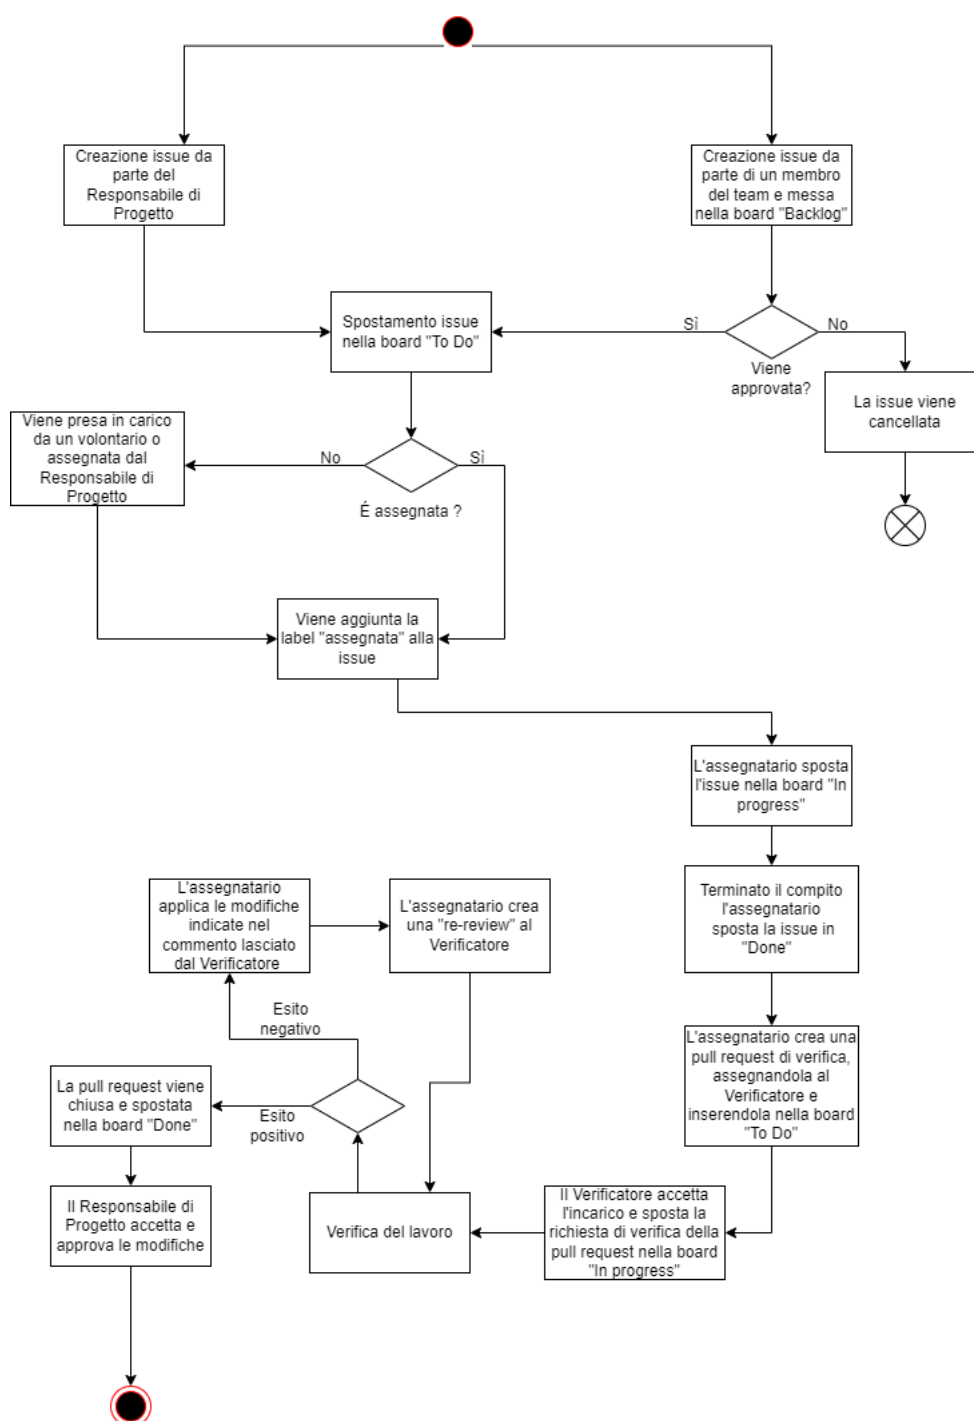 Creazione issue da
parte del
Responsabile di
Progetto
Creazione issue da
parte di un membro
del team e messa
nella board "Backlog"
Spostamento issue
nella board "To Do"
Sì
No
Viene
approvata?
La issue viene
cancellata
Viene presa in carico
da un volontario o
assegnata dal
Responsabile di
Progetto
No
Sì
É assegnata ?
Viene aggiunta la
label "assegnata" alla
issue
L'assegnatario sposta
l'issue nella board "In
progress"
Terminato il compito
l'assegnatario
sposta la issue in
"Done"
L'assegnatario crea una
pull request di verifica,
assegnandola al
Verificatore e
inserendola nella board
"To Do"
Il Verificatore accetta
l'incarico e sposta la
richiesta di verifica della
pull request nella board
"In progress"
Verifica del lavoro
L'assegnatario
applica le modifiche
indicate nel
commento lasciato
dal Verificatore
L'assegnatario crea
una "re-review" al
Verificatore
Esito
negativo
Esito
positivo
La pull request viene
chiusa e spostata
nella board "Done"
Il Responsabile di
Progetto accetta e
approva le modifiche